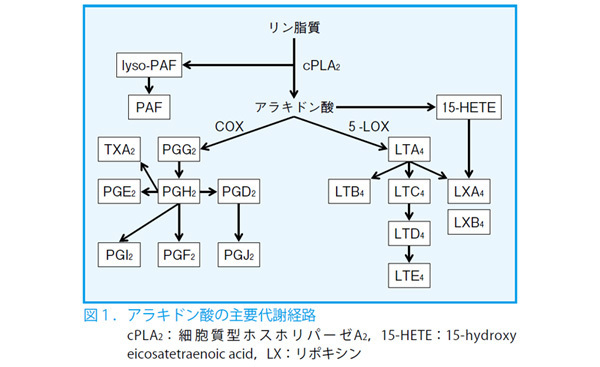 リン脂質
lyso-PAF
cPLA₂
PAF
アラキドン酸
15-HETE
COX
5-LOX
TXA₂
PGG₂
LTA₄
PGE₂
PGH₂
PGD₂
LTB₄
LTC₄
LXA₄
LXB₄
LTD₄
PGI₂
PGF₂
PGJ₂
LTE₄
図1．アラキドン酸の主要代謝経路
cPLA₂：細胞質型ホスホリパーゼA₂，15-HETE：15-hydroxy
eicosatetraenoic acid，LX：リポキシン